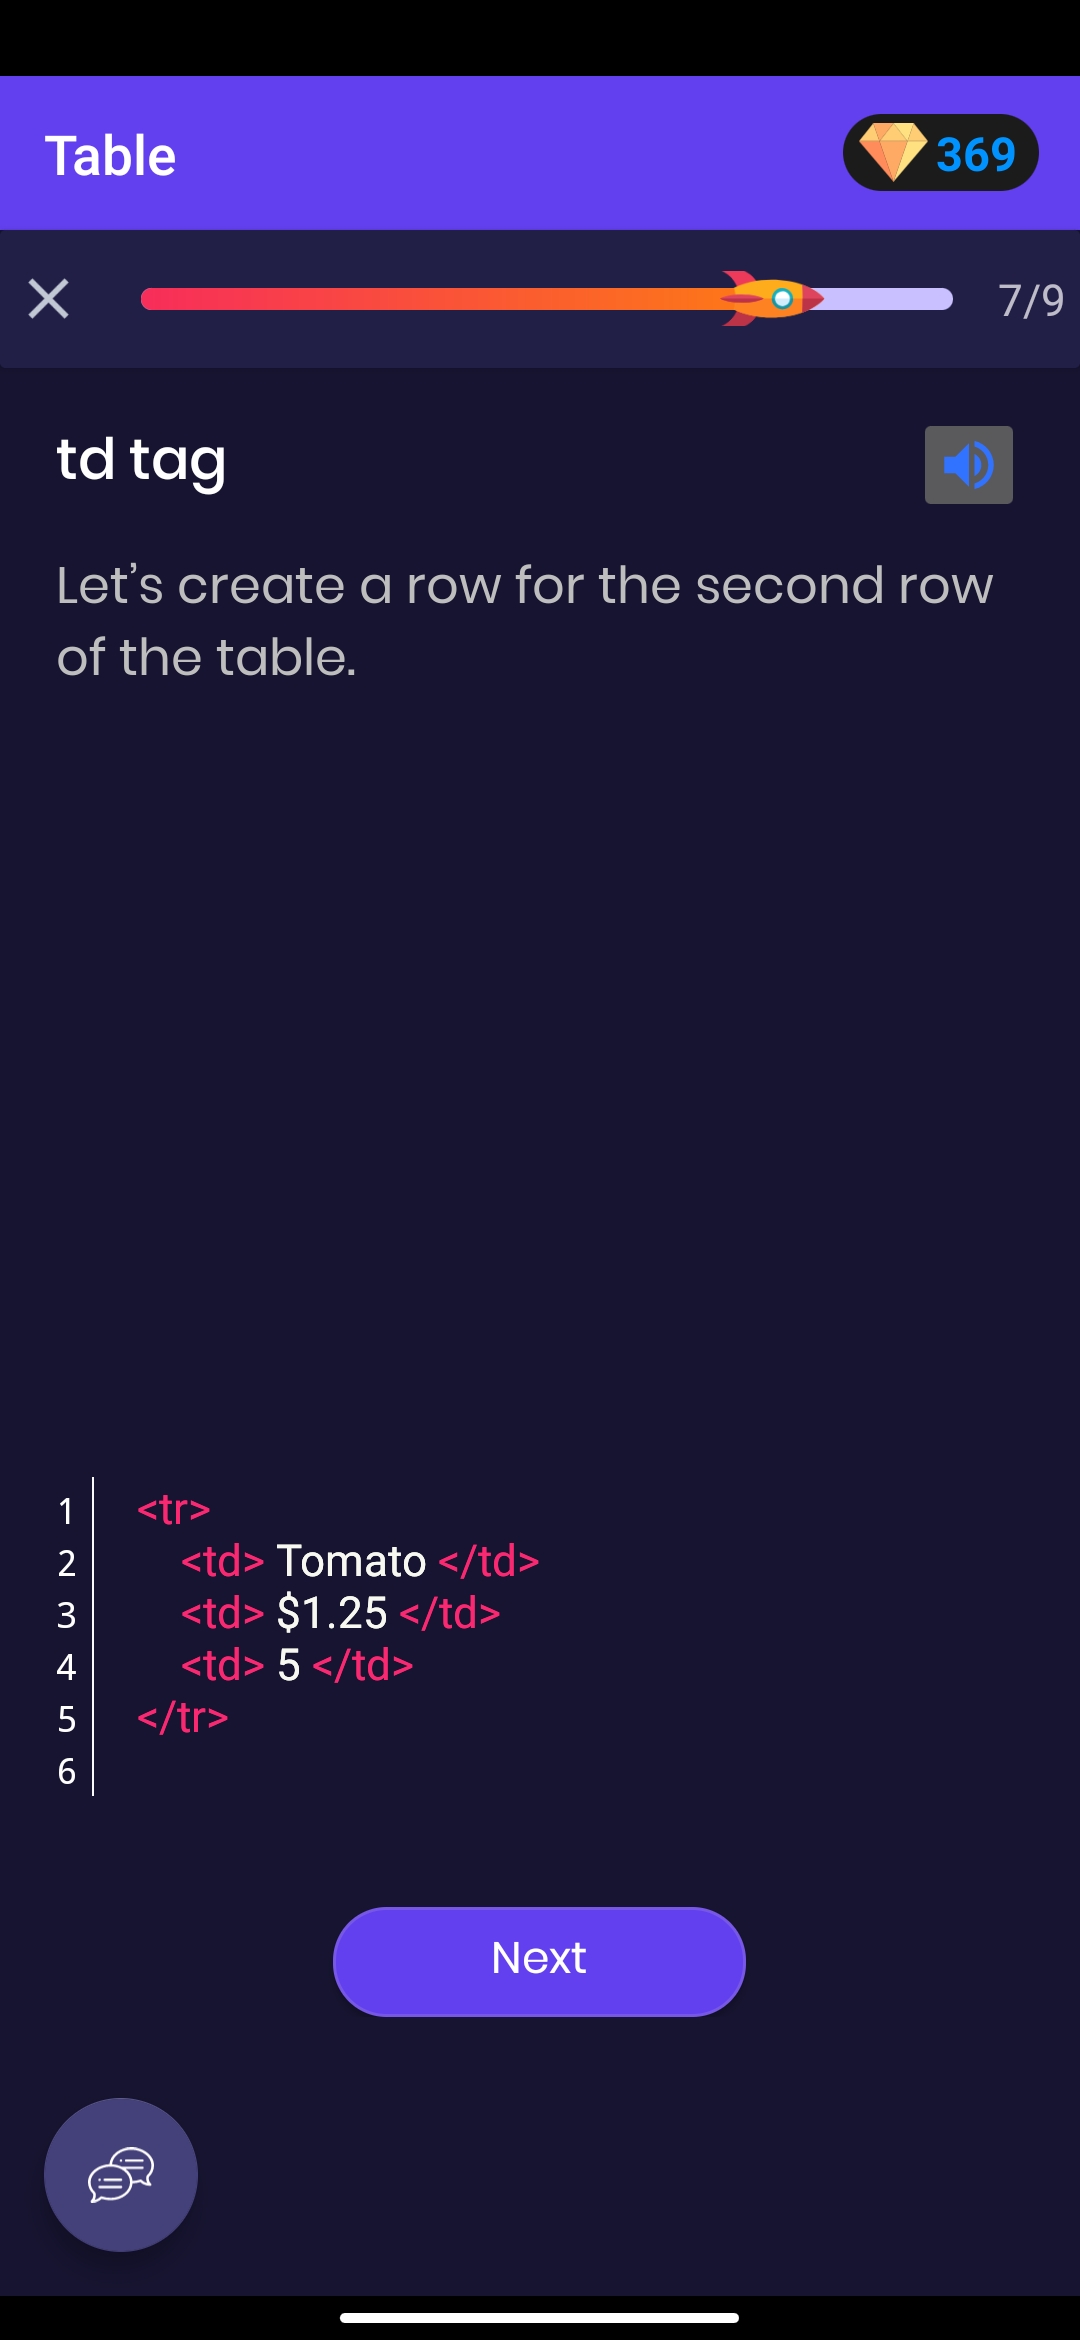 Table
369
7/9
td tag
Let’s create a row for the second row
of the table.
1 <tr>
2 <td> Tomato </td>
3 <td> $1.25 </td>
4 <td> 5 </td>
5 </tr>
6
Next